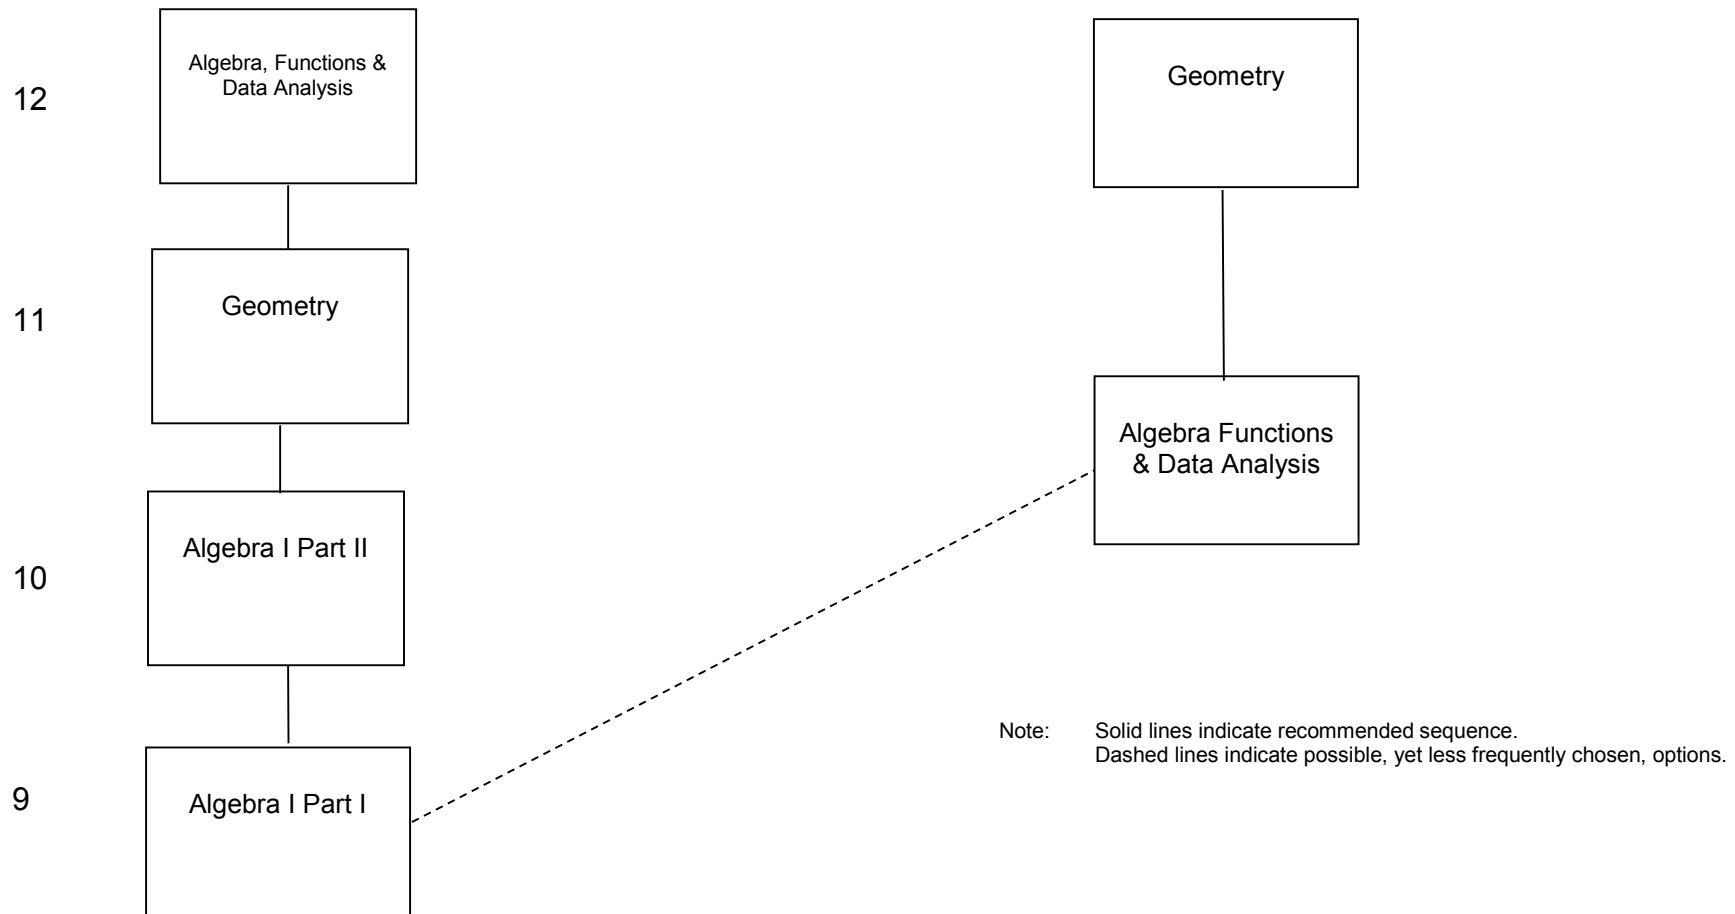 12
Algebra, Functions &
Data Analysis
Geometry
11
Geometry
Algebra Functions
& Data Analysis
10
Algebra I Part II
Note: Solid lines indicate recommended sequence.
Dashed lines indicate possible, yet less frequently chosen, options.
9
Algebra I Part I